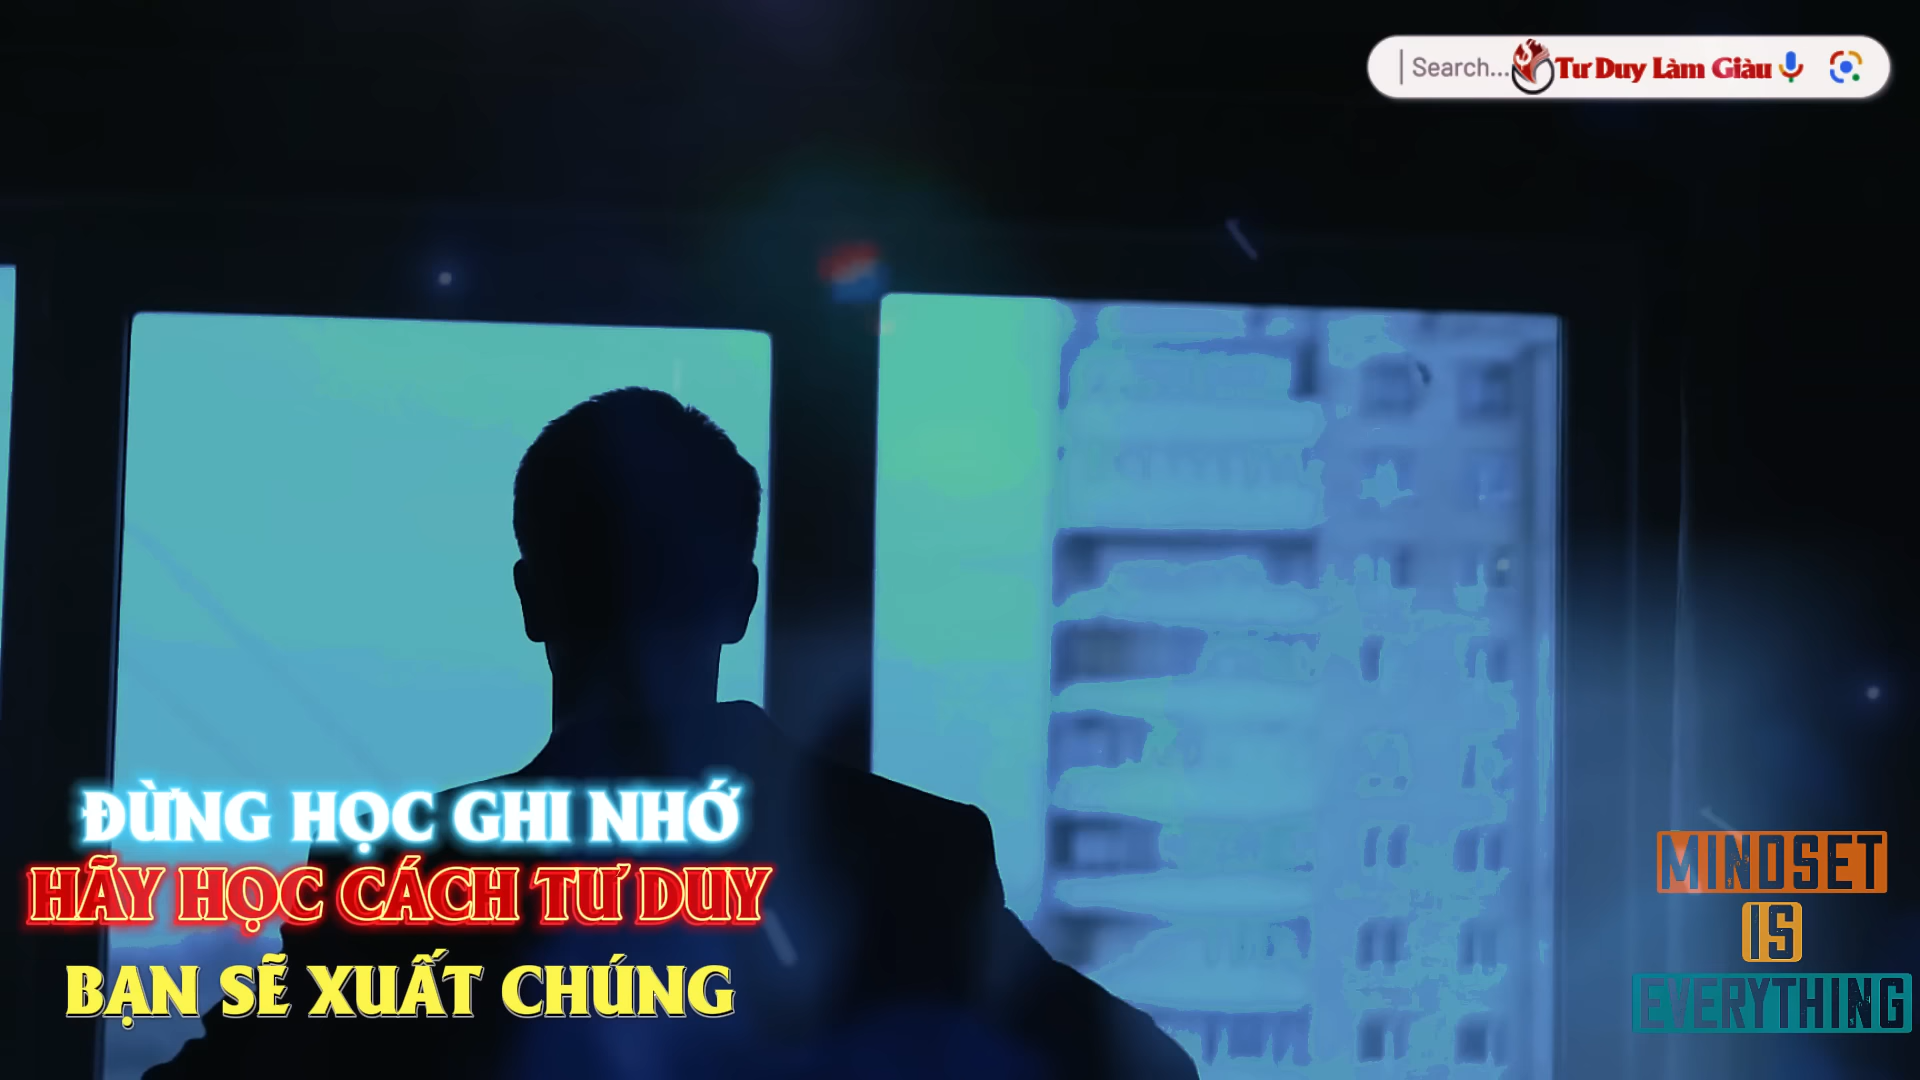 Search... Tư Duy Làm Giàu
ĐỪNG HỌC GHI NHỚ
HÃY HỌC CÁCH TƯ DUY
BẠN SẼ XUẤT CHÚNG
MINDSET
IS
EVERYTHING